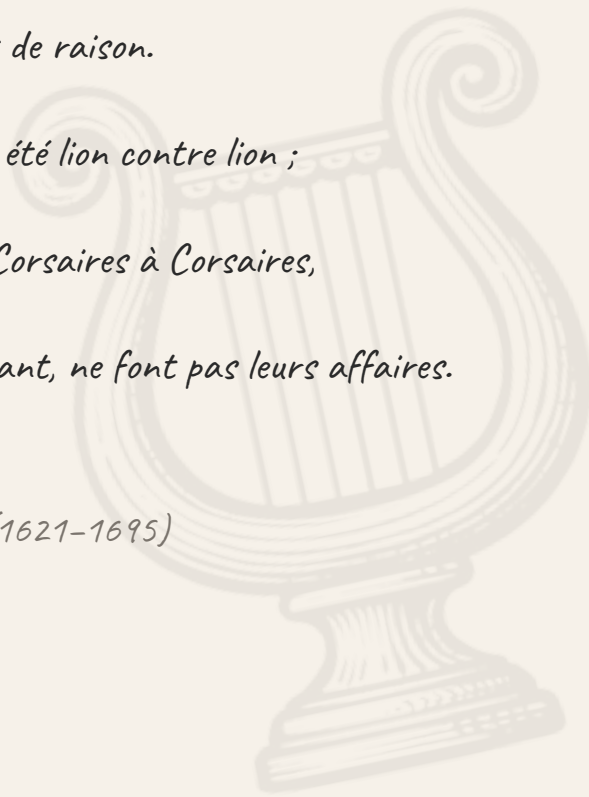 de raison.
été lion contre lion ;
Corsaires à Corsaires,
ant, ne font pas leurs affaires.
(1621–1695)